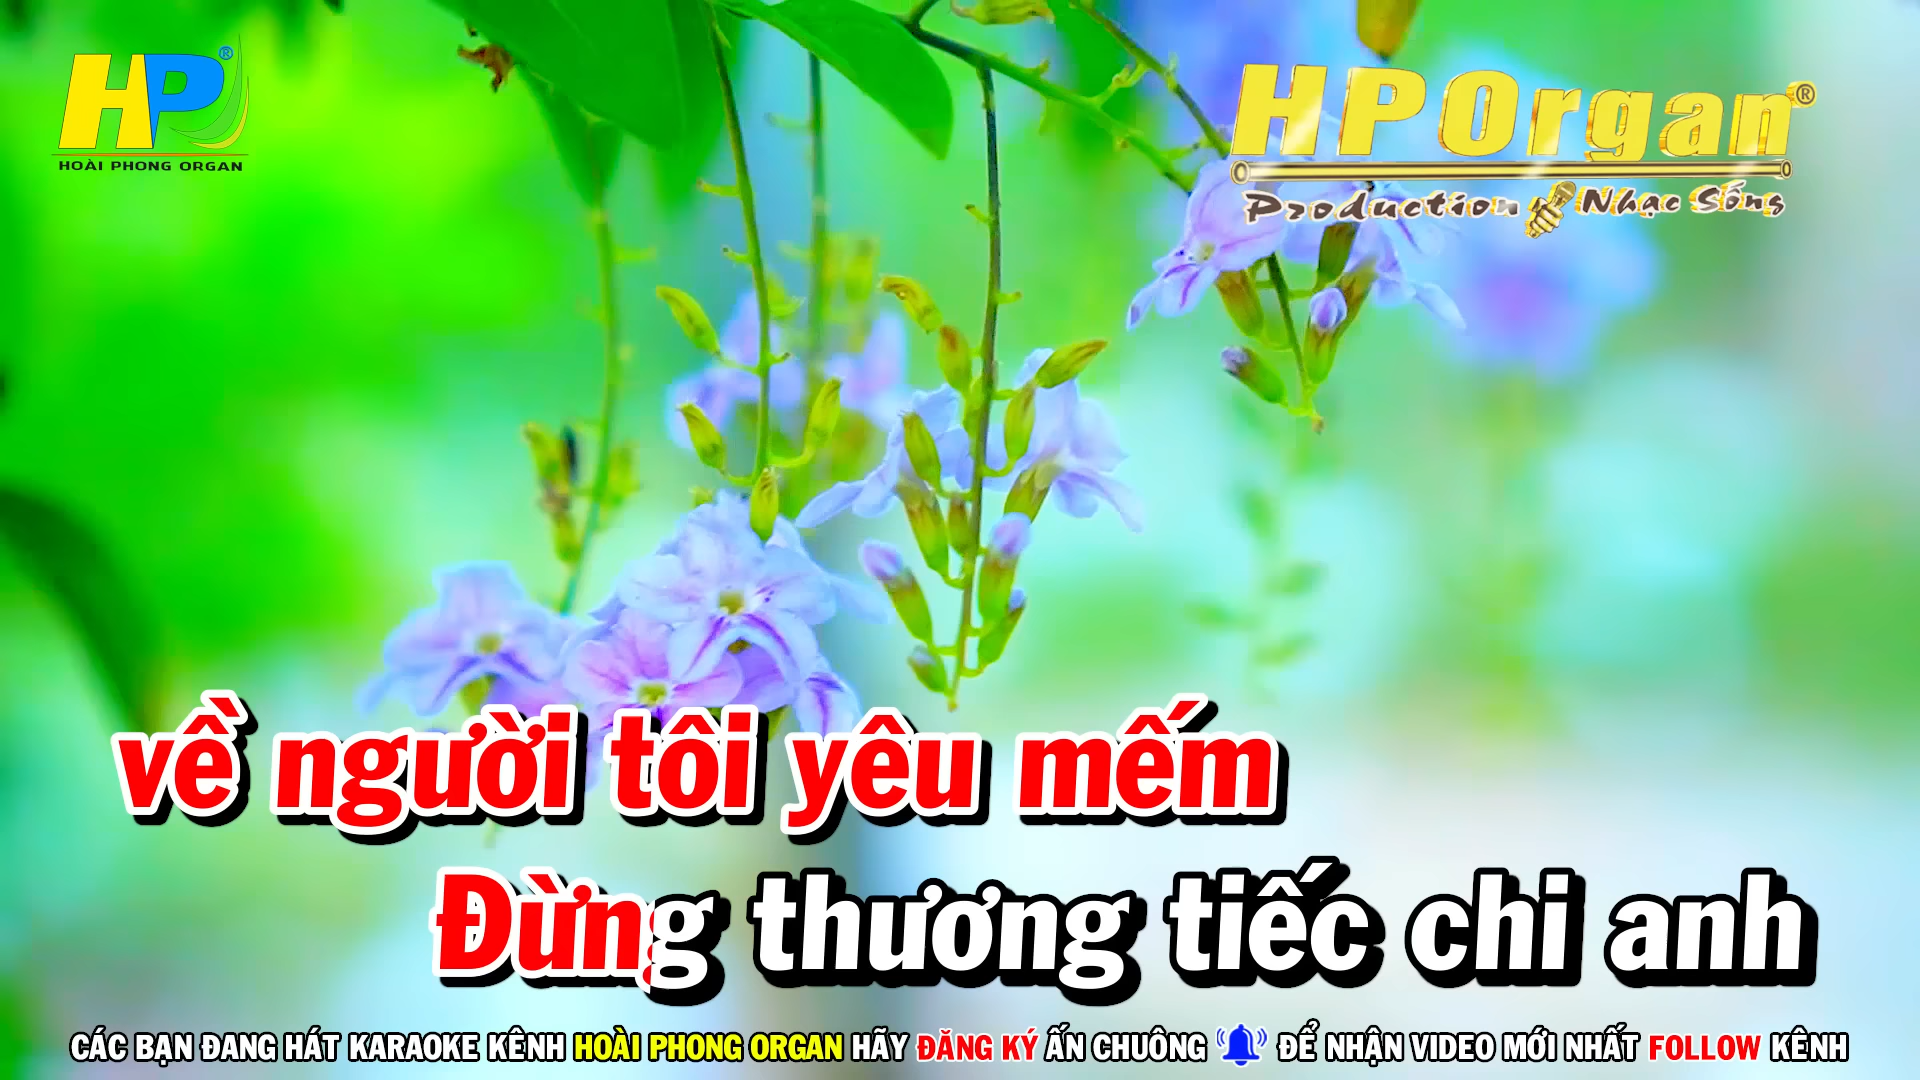 HP®
HOÀI PHONG ORGAN
HPOrgan®
Production Nhạc Sống
về người tôi yêu mếm
Đừng thương tiếc chi anh
CÁC BẠN ĐANG HÁT KARAOKE KÊNH HOÀI PHONG ORGAN HÃY ĐĂNG KÝ ẤN CHUÔNG ĐỂ NHẬN VIDEO MỚI NHẤT FOLLOW KÊNH